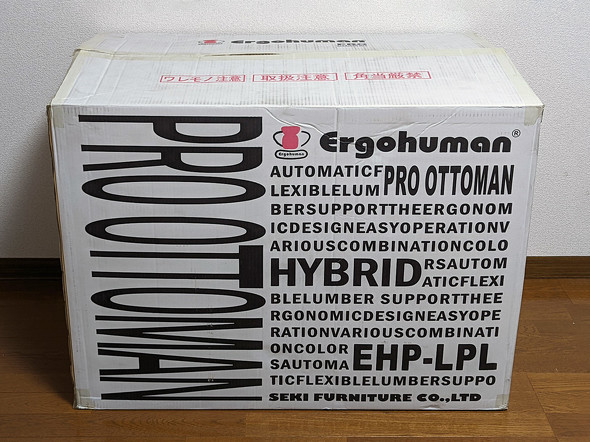 Ergohuman
PRO
ワレモノ注意 取扱注意 角当厳禁
PRO OTTOMAN
Ergohuman
Ergohuman®
AUTOMATICF
LEXIBLELUM
PRO OTTOMAN
BERSUPPORTTHEERGONOM
ICDESIGNEASYOPERATIONV
ARIOUSCOMBINATIONCOLO
HYBRID
RSAUTOM
ATICFLEXI
BLELUMBER SUPPORTTHEE
RGONOMICDESIGNEASYOPE
RATIONVARIOUSCOMBINATI
ONCOLOR
SAUTOMA
EHP-LPL
TICFLEXIBLELUMBERSUPPO
SEKI FURNITURE CO.,LTD